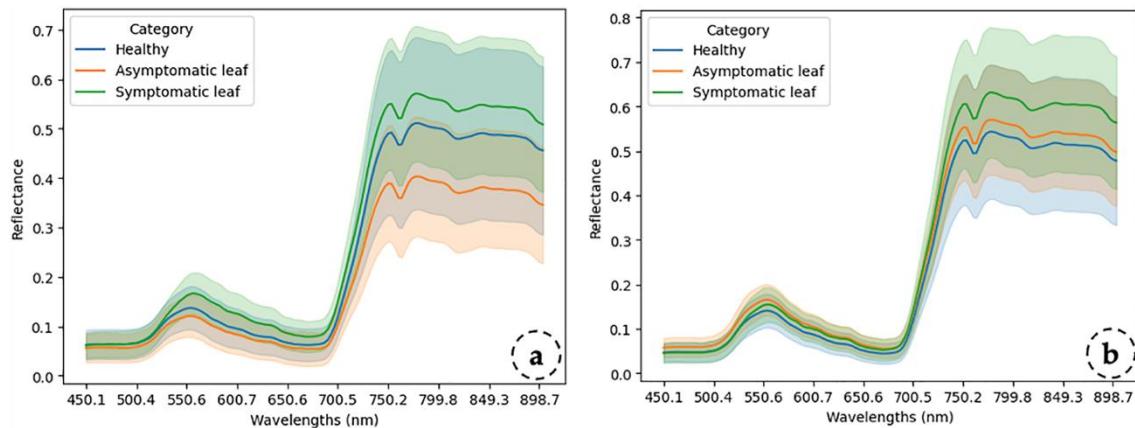 Category
Healthy
Asymptomatic leaf
Symptomatic leaf
0.7
0.6
0.5
0.4
0.3
0.2
0.1
0.0
Reflectance
450.1 500.4 550.6 600.7 650.6 700.5 750.2 799.8 849.3 898.7
Wavelengths (nm)
a
Category
Healthy
Asymptomatic leaf
Symptomatic leaf
0.8
0.7
0.6
0.5
0.4
0.3
0.2
0.1
0.0
Reflectance
450.1 500.4 550.6 600.7 650.6 700.5 750.2 799.8 849.3 898.7
Wavelengths (nm)
b